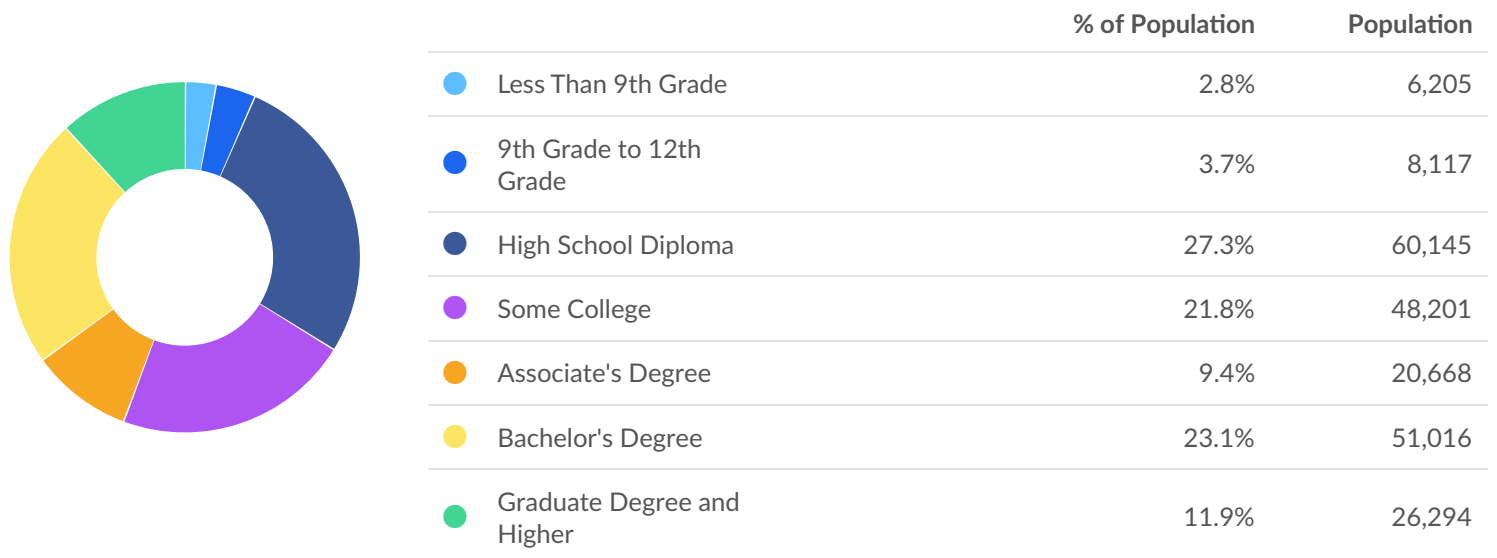 % of Population Population
Less Than 9th Grade 2.8% 6,205
9th Grade to 12th
Grade 3.7% 8,117
High School Diploma 27.3% 60,145
Some College 21.8% 48,201
Associate's Degree 9.4% 20,668
Bachelor's Degree 23.1% 51,016
Graduate Degree and
Higher 11.9% 26,294